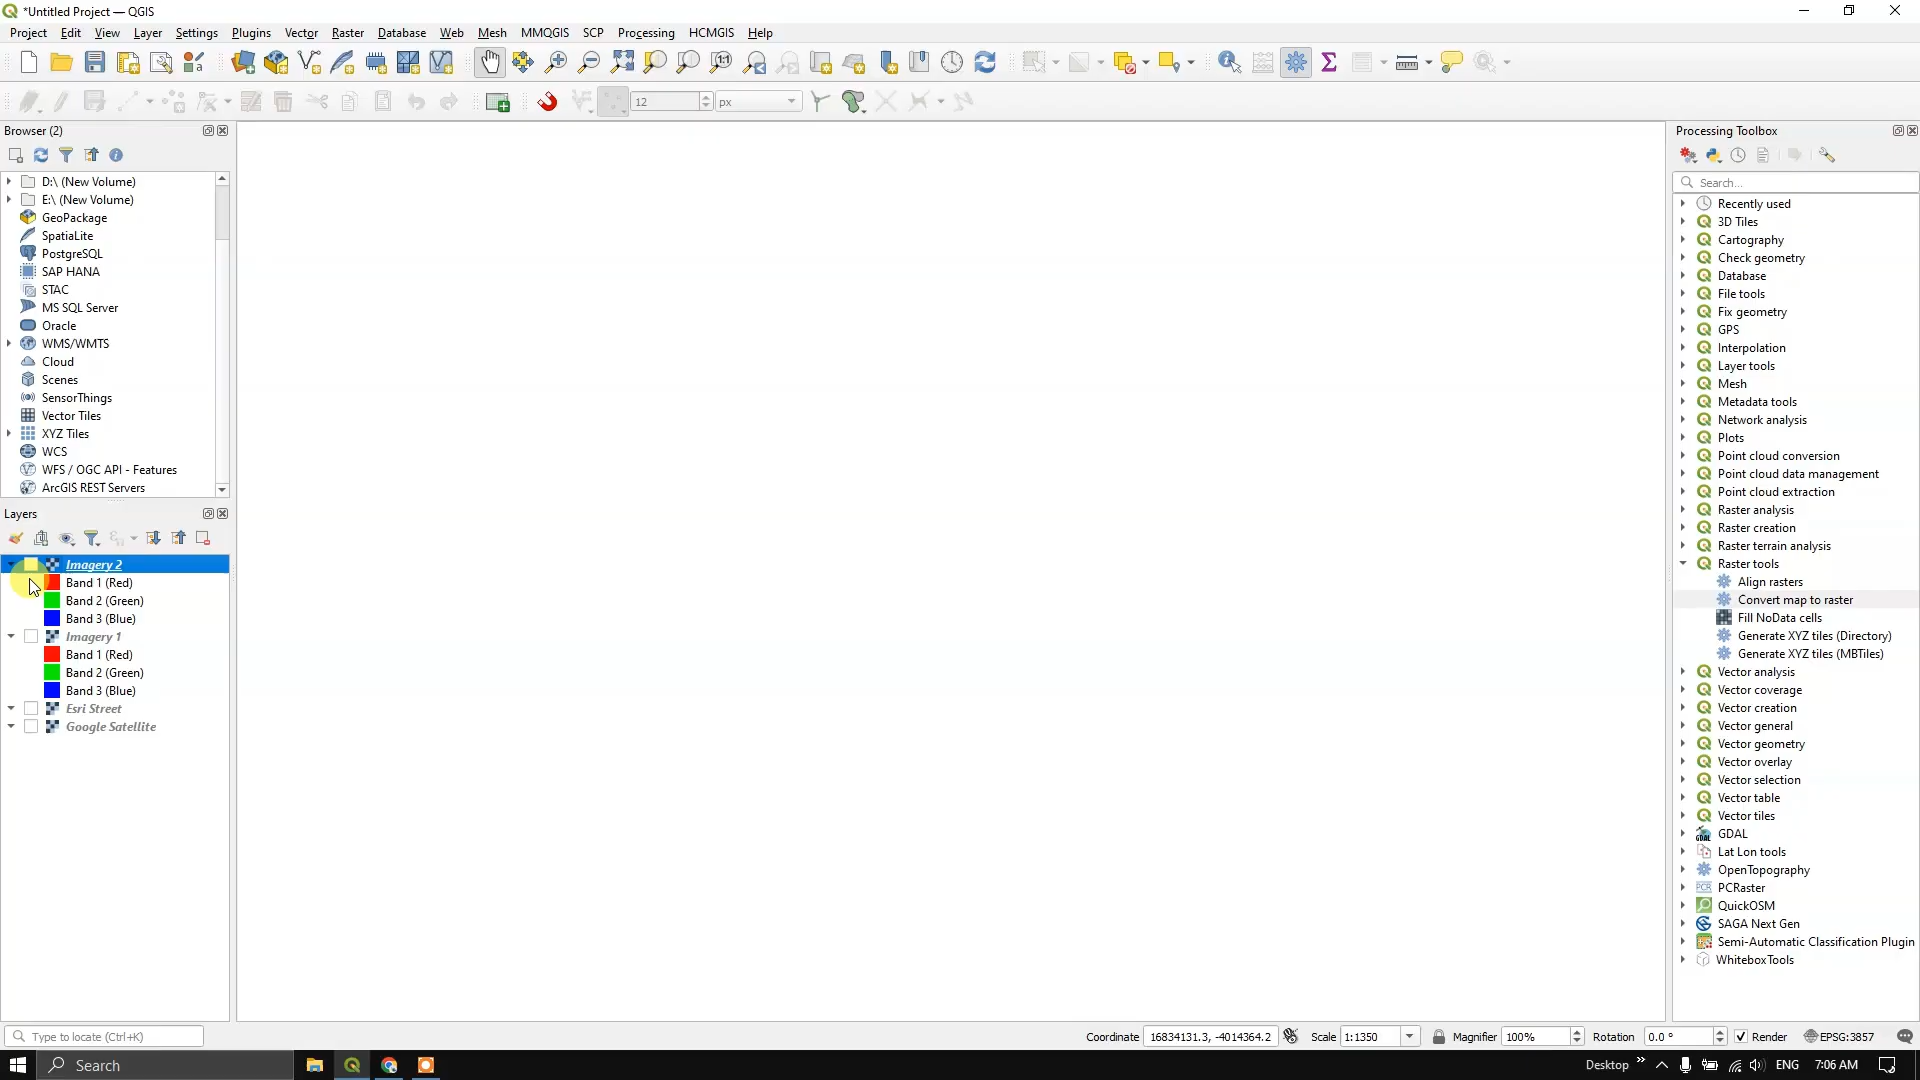 *Untitled Project — QGIS
Project Edit View Layer Settings Plugins Vector Raster Database Web Mesh MMQGIS SCP Processing HCMGIS Help
12 px
Browser (2)
D:\ (New Volume)
E:\ (New Volume)
GeoPackage
SpatiaLite
PostgreSQL
SAP HANA
STAC
MS SQL Server
Oracle
WMS/WMTS
Cloud
Scenes
SensorThings
Vector Tiles
XYZ Tiles
WCS
WFS / OGC API - Features
ArcGIS REST Servers
Layers
Imagery 2
Band 1 (Red)
Band 2 (Green)
Band 3 (Blue)
Imagery 1
Band 1 (Red)
Band 2 (Green)
Band 3 (Blue)
Esri Street
Google Satellite
Processing Toolbox
Search...
Recently used
3D Tiles
Cartography
Check geometry
Database
File tools
Fix geometry
GPS
Interpolation
Layer tools
Mesh
Metadata tools
Network analysis
Plots
Point cloud conversion
Point cloud data management
Point cloud extraction
Raster analysis
Raster creation
Raster terrain analysis
Raster tools
Align rasters
Convert map to raster
Fill NoData cells
Generate XYZ tiles (Directory)
Generate XYZ tiles (MBTiles)
Vector analysis
Vector coverage
Vector creation
Vector general
Vector geometry
Vector overlay
Vector selection
Vector table
Vector tiles
GDAL
Lat Lon tools
OpenTopography
PCRaster
QuickOSM
SAGA Next Gen
Semi-Automatic Classification Plugin
WhiteboxTools
Type to locate (Ctrl+K) Coordinate 16834131.3, -4014364.2 Scale 1:1350 Magnifier 100% Rotation 0.0 ° Render EPSG:3857
Search Desktop ENG 7:06 AM